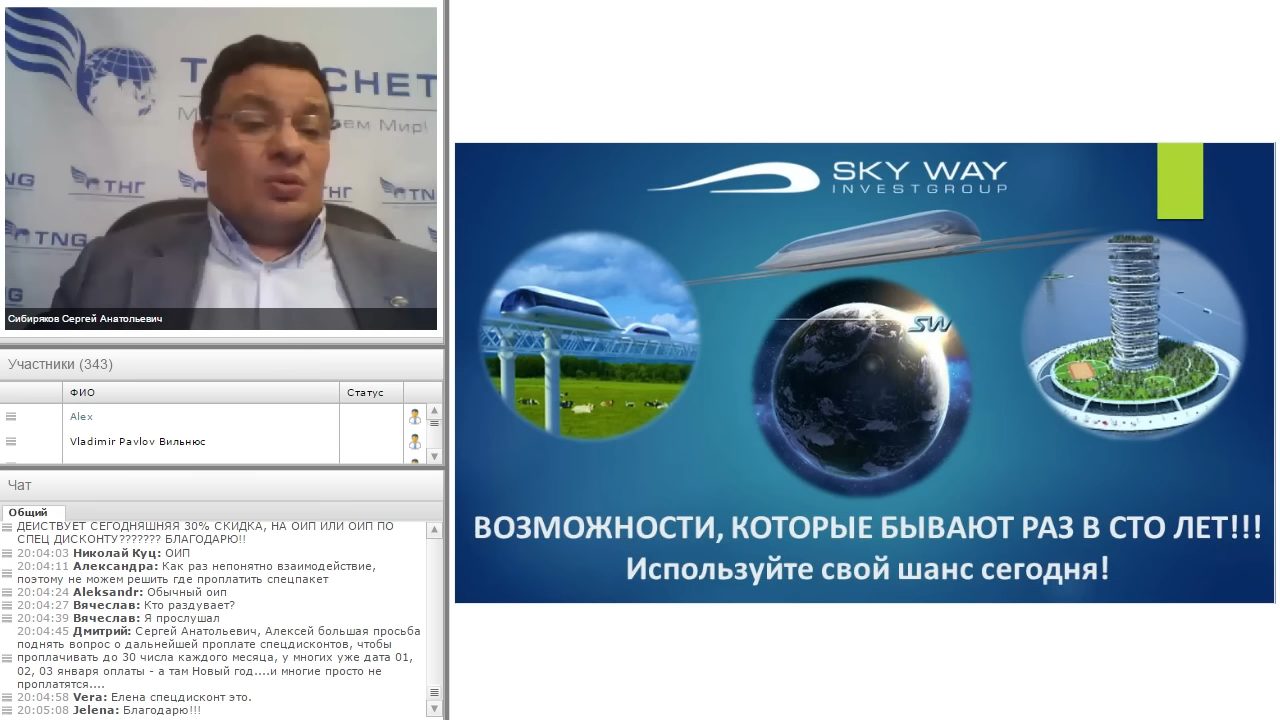 TNG
ТНГ
ТНГ
TN
TNG
TNG
NG
Сибиряков Сергей Анатольевич
Участники (343)
ФИО
Статус
Alex
Vladimir Pavlov Вильнюс
Чат
Общий
ДЕЙСТВУЕТ СЕГОДНЯШНЯЯ 30% СКИДКА, НА ОИП ИЛИ ОИП ПО
СПЕЦ ДИСКОНТУ??????? БЛАГОДАРЮ!!
20:04:03 Николай Куц: ОИП
20:04:11 Александра: Как раз непонятно взаимодействие,
поэтому не можем решить где проплатить спецпакет
20:04:24 Aleksandr: Обычный оип
20:04:27 Вячеслав: Кто раздувает?
20:04:39 Вячеслав: Я прослушал
20:04:45 Дмитрий: Сергей Анатольевич, Алексей большая просьба
поднять вопрос о дальнейшей проплате спецдисконтов, чтобы
проплачивать до 30 числа каждого месяца, у многих уже дата 01,
02, 03 января оплаты - а там Новый год....и многие просто не
проплатятся....
20:04:58 Vera: Елена спецдисконт это.
20:05:08 Jelena: Благодарю!!!
SKY WAY
INVESTGROUP
SW
ВОЗМОЖНОСТИ, КОТОРЫЕ БЫВАЮТ РАЗ В СТО ЛЕТ!!!
Используйте свой шанс сегодня!